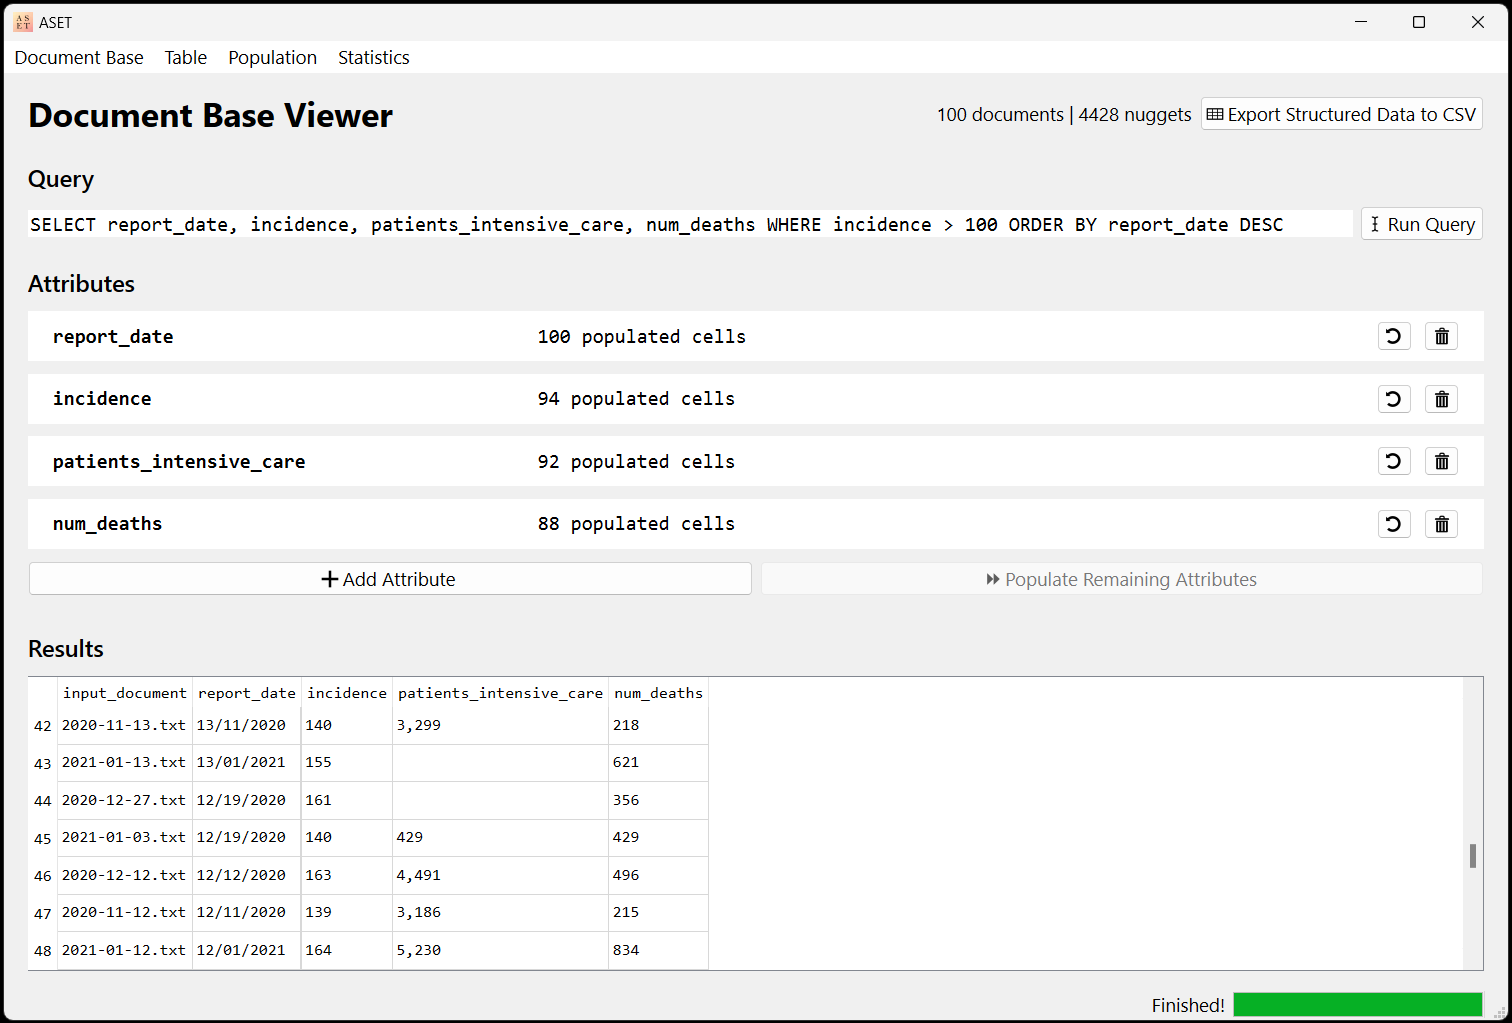 ASET
Document Base Table Population Statistics
Document Base Viewer
100 documents | 4428 nuggets Export Structured Data to CSV
Query
SELECT report_date, incidence, patients_intensive_care, num_deaths WHERE incidence > 100 ORDER BY report_date DESC Run Query
Attributes
report_date 100 populated cells
incidence 94 populated cells
patients_intensive_care 92 populated cells
num_deaths 88 populated cells
Add Attribute Populate Remaining Attributes
Results
input_document report_date incidence patients_intensive_care num_deaths
42 2020-11-13.txt 13/11/2020 140 3,299 218
43 2021-01-13.txt 13/01/2021 155 621
44 2020-12-27.txt 12/19/2020 161 356
45 2021-01-03.txt 12/19/2020 140 429 429
46 2020-12-12.txt 12/12/2020 163 4,491 496
47 2020-11-12.txt 12/11/2020 139 3,186 215
48 2021-01-12.txt 12/01/2021 164 5,230 834
Finished!